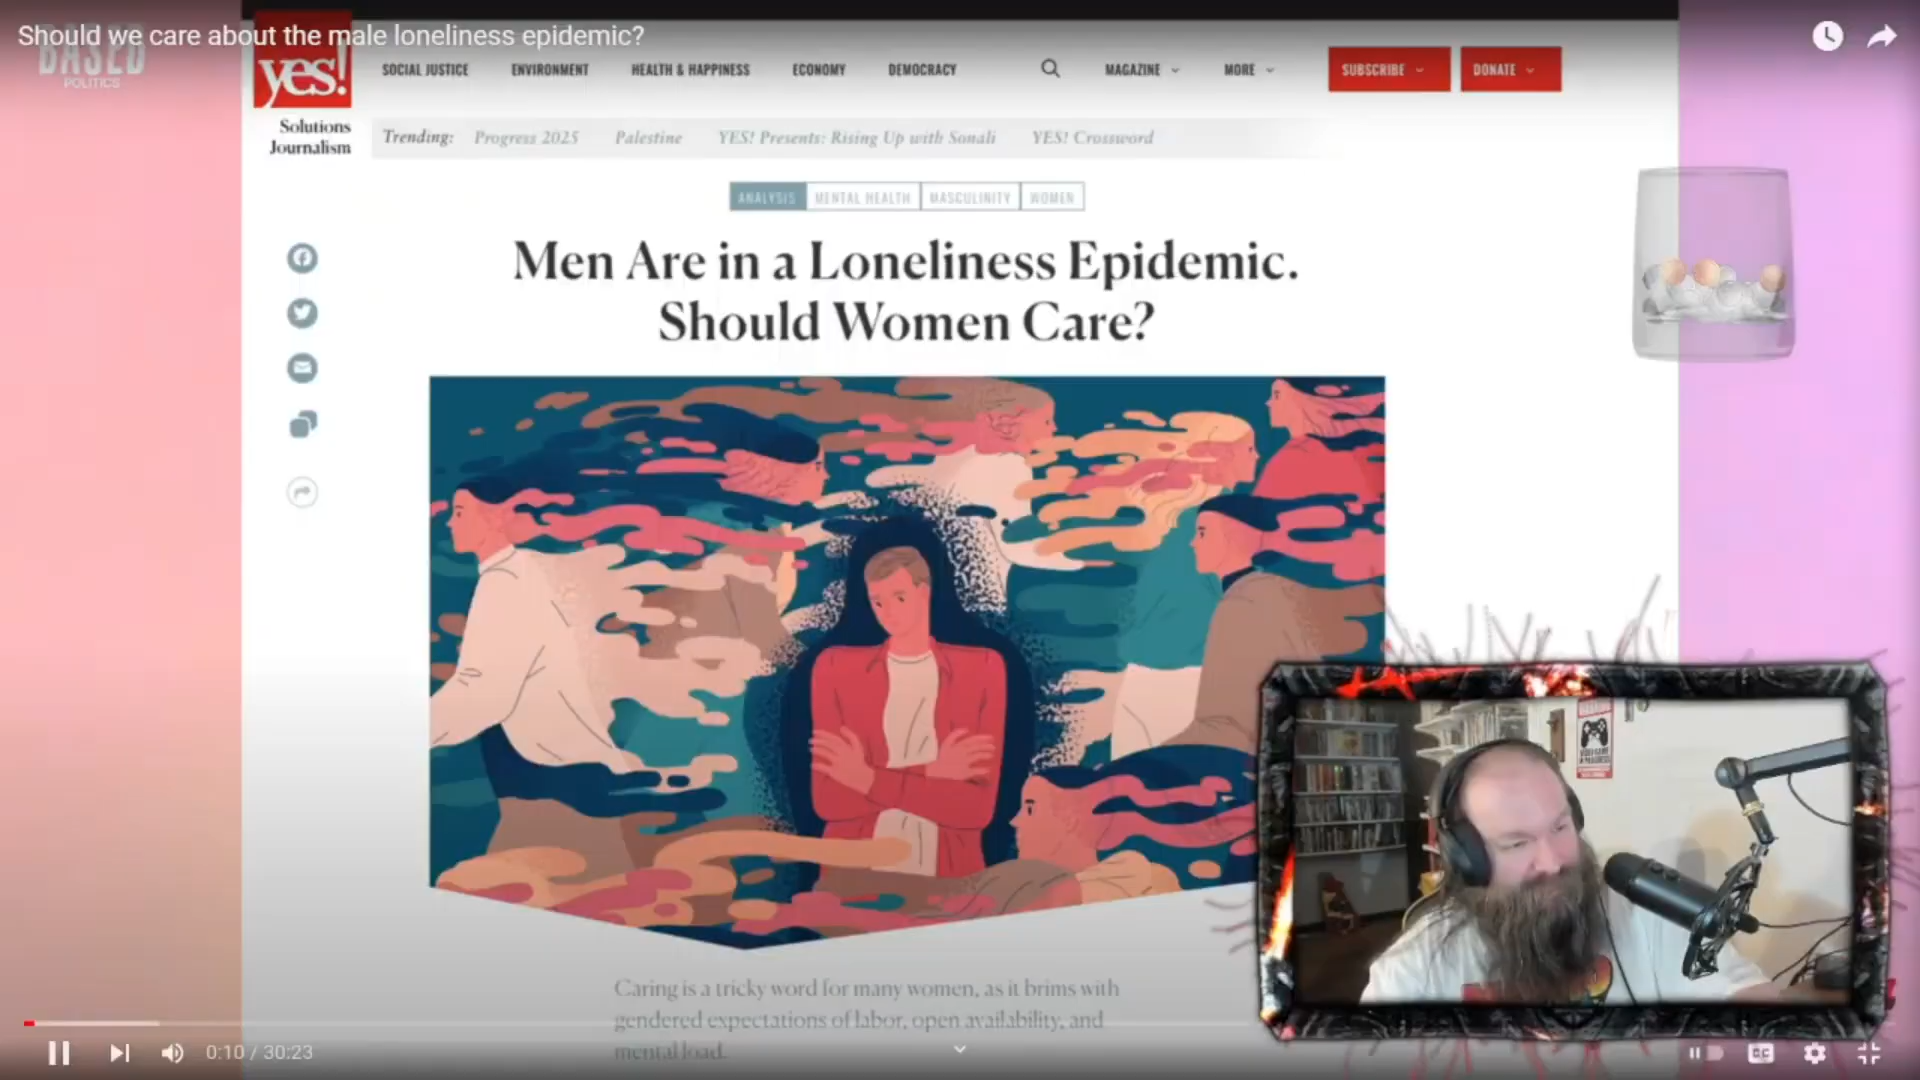 Should we care about the male loneliness epidemic?
BASED
POLITICS
yes!
SOCIAL JUSTICE ENVIRONMENT HEALTH & HAPPINESS ECONOMY DEMOCRACY MAGAZINE MORE SUBSCRIBE DONATE
Solutions
Journalism
Trending: Progress 2025 Palestine YES! Presents: Rising Up with Sonali YES! Crossword
ANALYSIS MENTAL HEALTH MASCULINITY WOMEN
Men Are in a Loneliness Epidemic.
Should Women Care?
Caring is a tricky word for many women, as it brims with
gendered expectations of labor, open availability, and
mental load.
0:10 / 30:23
CC